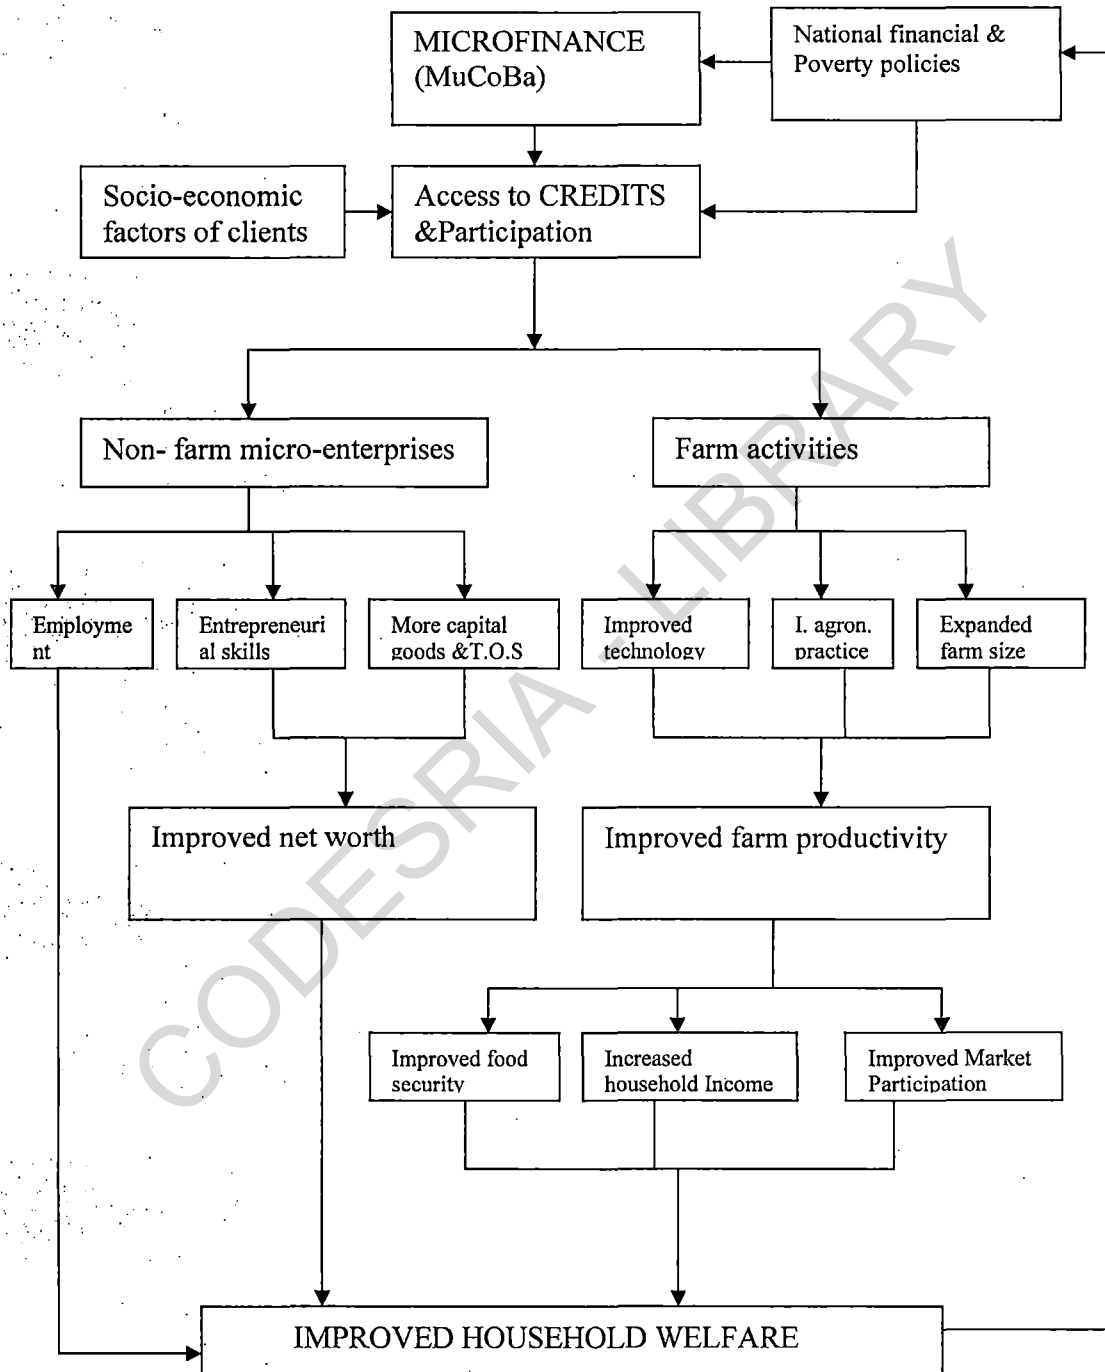 MICROFINANCE
(MuCoBa)
National financial &
Poverty policies
Socio-economic
factors of clients
Access to CREDITS
&Participation
Non- farm micro-enterprises
Farm activities
Employme
nt
Entrepreneuri
al skills
More capital
goods &T.O.S
Improved
technology
I. agron.
practice
Expanded
farm size
Improved net worth
Improved farm productivity
Improved food
security
Increased
household Income
Improved Market
Participation
IMPROVED HOUSEHOLD WELFARE
CODESRIA - LIBRARY